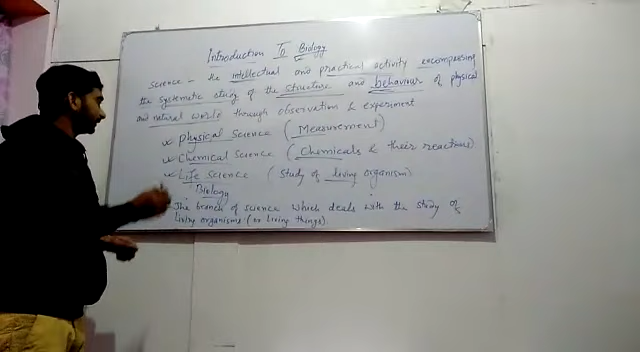 Introduction To Biology
Science - the intellectual and practical activity encompassing
the systematic study of the structure and behaviour of physical
and natural world through observation & experiment
Physical Science (Measurement)
Chemical Science (Chemicals & their reactions)
Life Science (Study of living organism)
Biology
The branch of science which deals with the study of
living organisms (or living things).